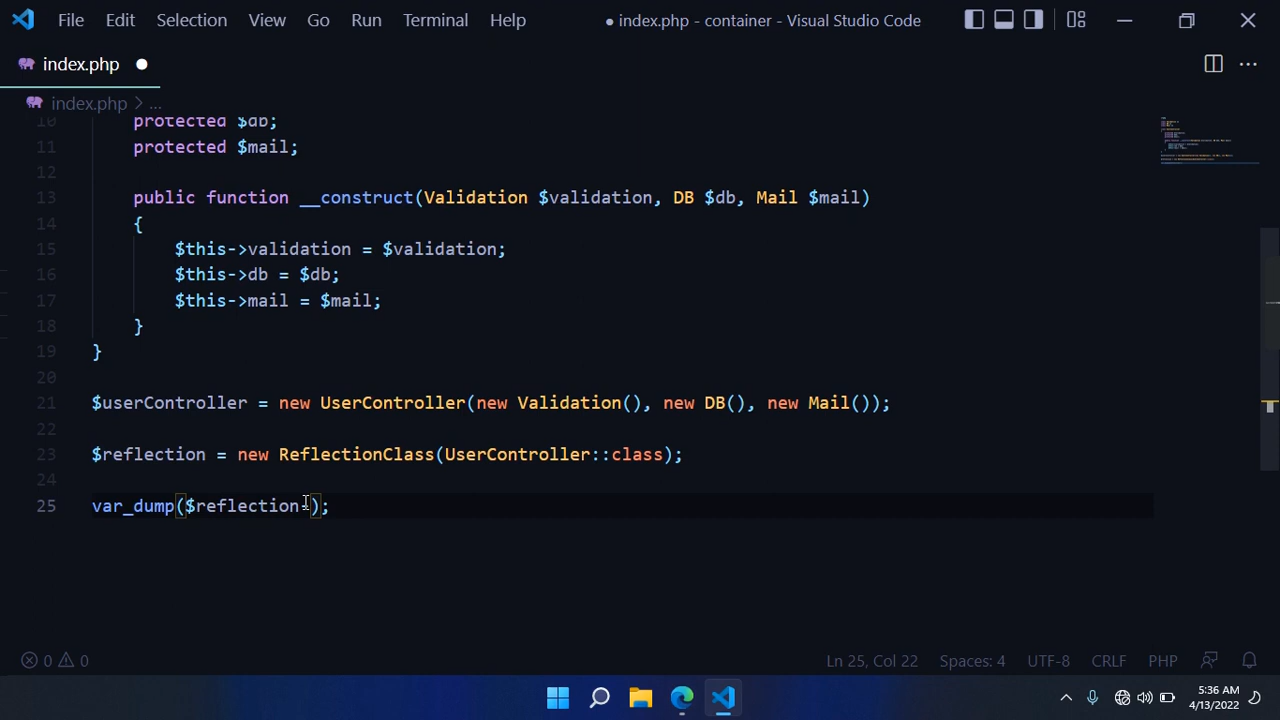 File Edit Selection View Go Run Terminal Help ● index.php - container - Visual Studio Code
index.php ●
index.php > ...
10 protected $db;
11 protected $mail;
12
13 public function __construct(Validation $validation, DB $db, Mail $mail)
14 {
15 $this->validation = $validation;
16 $this->db = $db;
17 $this->mail = $mail;
18 }
19 }
20
21 $userController = new UserController(new Validation(), new DB(), new Mail());
22
23 $reflection = new ReflectionClass(UserController::class);
24
25 var_dump($reflection-);
0 0 Ln 25, Col 22 Spaces: 4 UTF-8 CRLF PHP
5:36 AM
4/13/2022